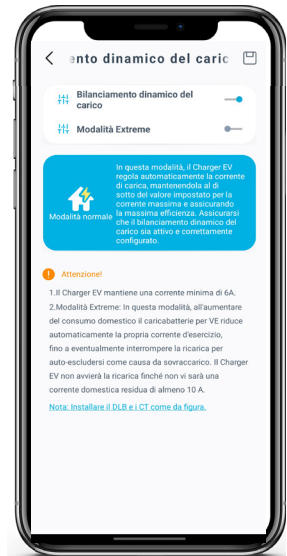 ento dinamico del caric
Bilanciamento dinamico del
carico
Modalità Extreme
In questa modalità, il Charger EV
regola automaticamente la corrente
di carica, mantenendola al di
sotto del valore impostato per la
corrente massima e assicurando
la massima efficienza. Assicurarsi
che il bilanciamento dinamico del
carico sia attivo e correttamente
configurato.
Modalità normale
Attenzione!
1.Il Charger EV mantiene una corrente minima di 6A.
2.Modalità Extreme: In questa modalità, all'aumentare
del consumo domestico il caricabatterie per VE riduce
automaticamente la propria corrente d'esercizio,
fino a eventualmente interrompere la ricarica per
auto-escludersi come causa da sovraccarico. Il Charger
EV non avvierà la ricarica finché non vi sarà una
corrente domestica residua di almeno 10 A.
Nota: Installare il DLB e i CT come da figura.